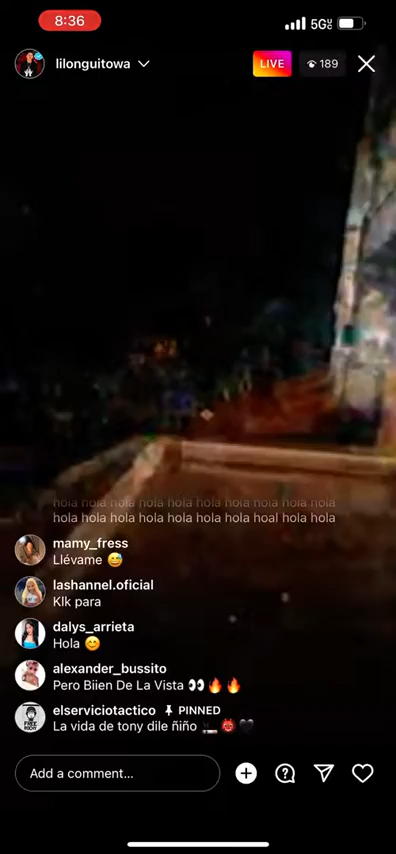 8:36
5G
lilonguitowa
LIVE
189
hola hola hola hola hola hola hola hola hola hola
hola hola hola hola hola hola hola hoal hola hola
mamy_fress
Llévame 😅
lashannel.oficial
Klk para
dalys_arrieta
Hola 😊
alexander_bussito
Pero Biien De La Vista 👀🔥🔥
elserviciotactico PINNED
La vida de tony dile ñiño 🚬👹🖤
Add a comment...